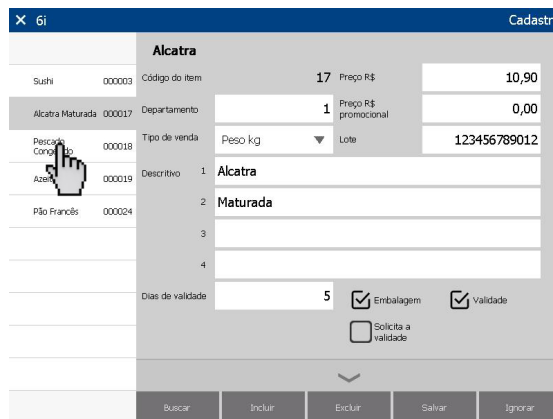 ✕ 6i Cadastr
Alcatra
Sushi 000003
Alcatra Maturada 000017
Pescado 000018
000019
Pão Francês 000024
Código do item 17 Preço R$ 10,90
Departamento 1 Preço R$ promocional 0,00
Tipo de venda Peso kg Lote 123456789012
Descritivo 1 Alcatra
2 Maturada
3
4
Dias de validade 5 Embalagem Validade
Solicita a
validade
Buscar Incluir Excluir Salvar Ignorar